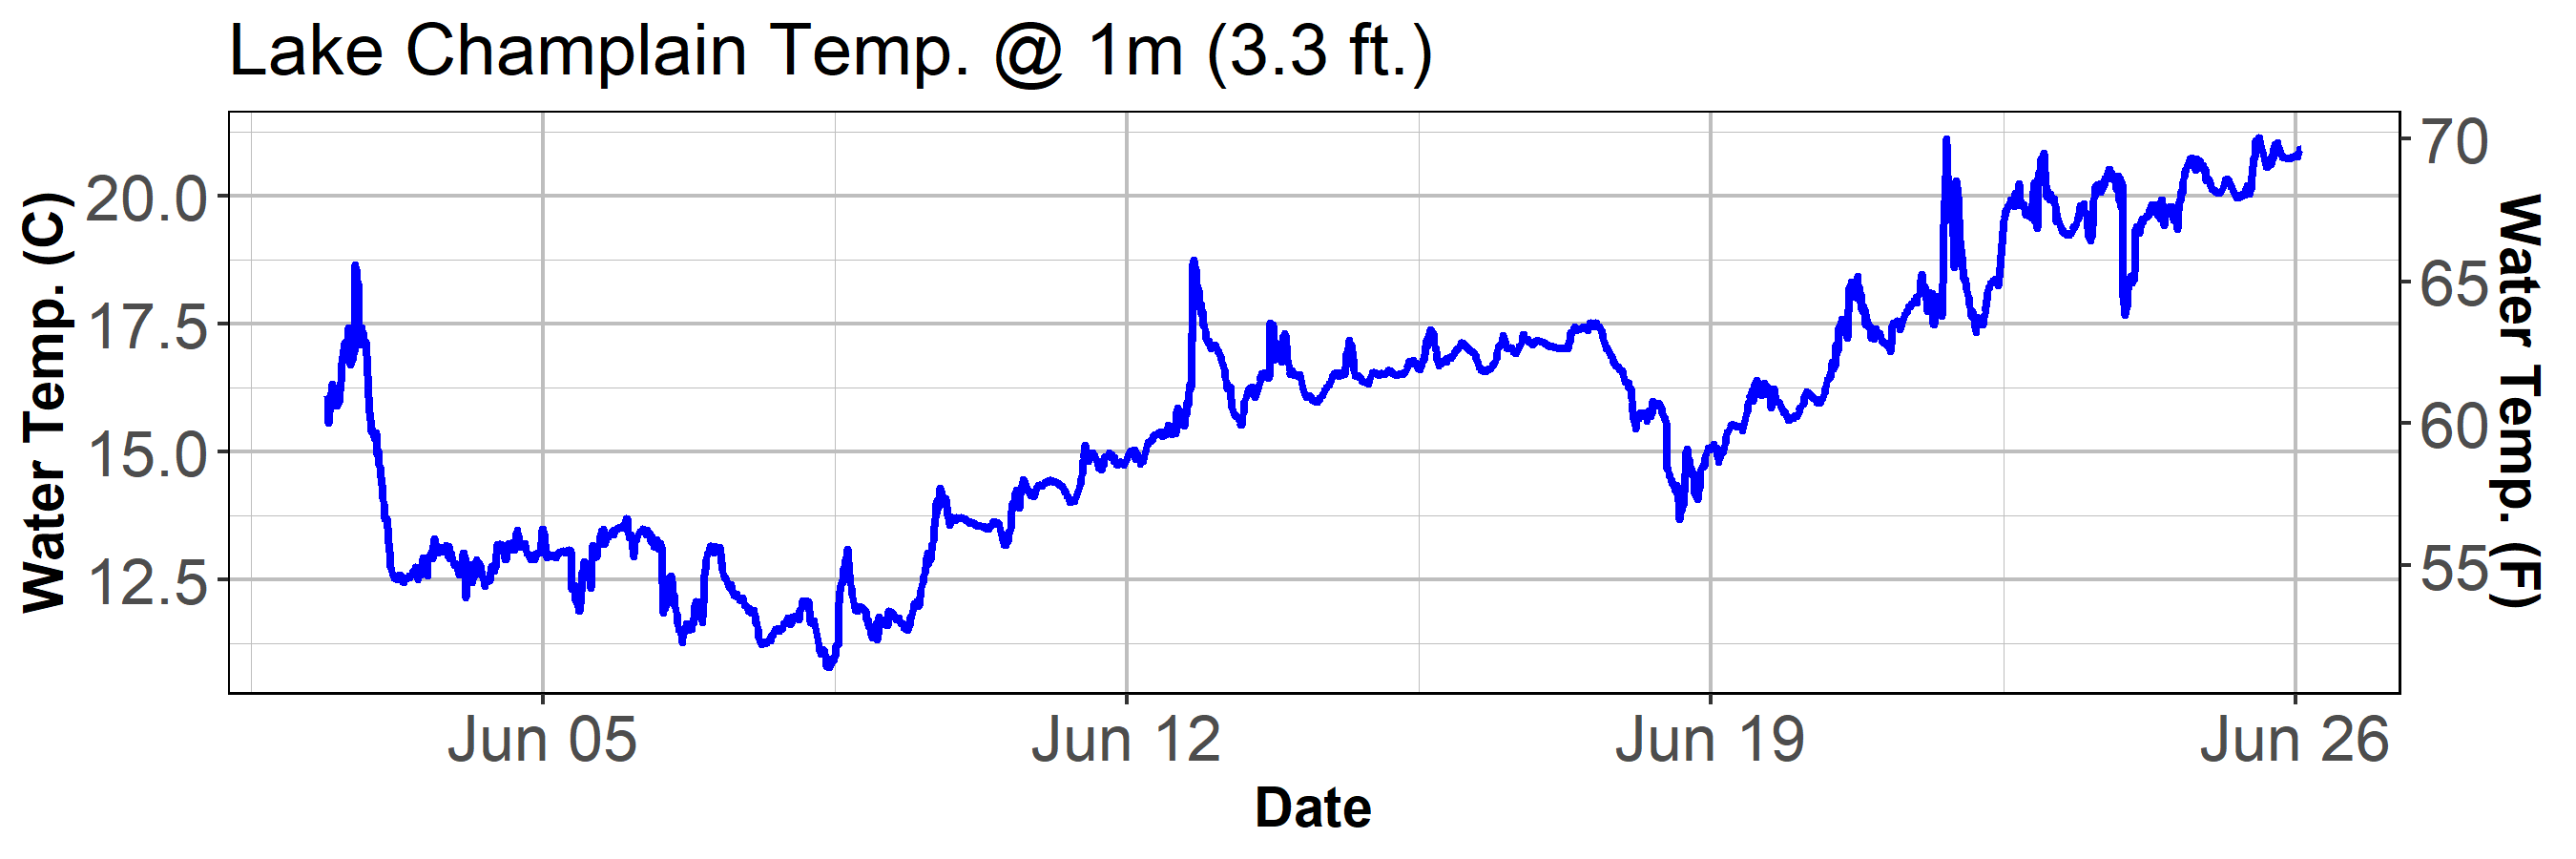 Lake Champlain Temp. @ 1m (3.3 ft.)
Water Temp. (C)
20.0
17.5
15.0
12.5
70
65
60
55
Water Temp. (F)
Jun 05 Jun 12 Jun 19 Jun 26
Date